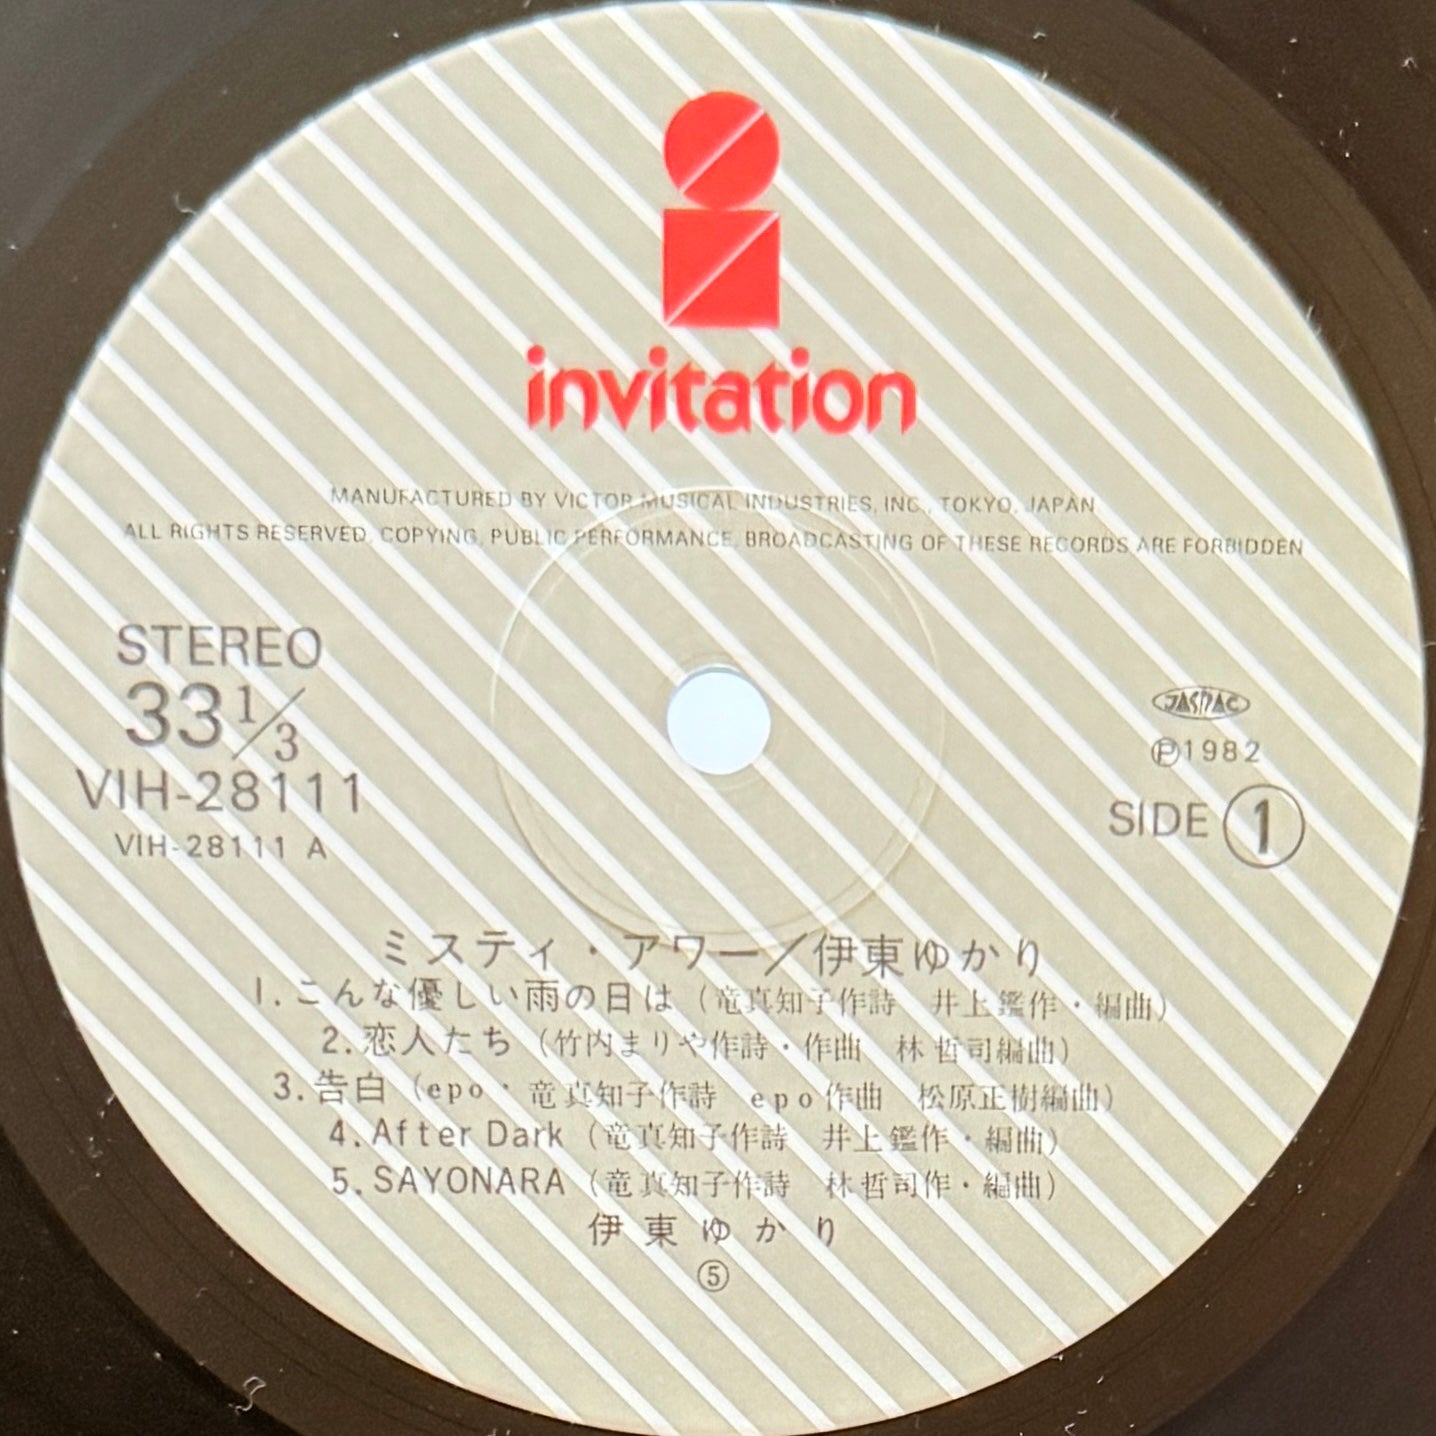 invitation
MANUFACTURED BY VICTOR MUSICAL INDUSTRIES, INC., TOKYO, JAPAN
ALL RIGHTS RESERVED. COPYING, PUBLIC PERFORMANCE, BROADCASTING OF THESE RECORDS ARE FORBIDDEN
STEREO
33 1/3
VIH-28111
VIH-28111 A
JASRAC
Ⓟ1982
SIDE ①
ミスティ・アワー／伊東ゆかり
1.こんな優しい雨の日は（竜真知子作詩　井上鑑作・編曲）
2.恋人たち（竹内まりや作詩・作曲　林哲司編曲）
3.告白（epo・竜真知子作詩　epo作曲　松原正樹編曲）
4.After Dark（竜真知子作詩　井上鑑作・編曲）
5.SAYONARA（竜真知子作詩　林哲司作・編曲）
伊東ゆかり
⑤